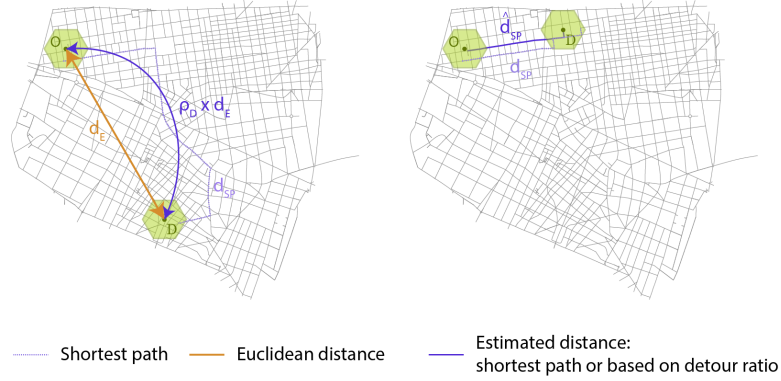 O
d_E
ρ_D x d_E
d_SP
D
d̂_SP
O
D
d_SP
Shortest path
Euclidean distance
Estimated distance:
shortest path or based on detour ratio